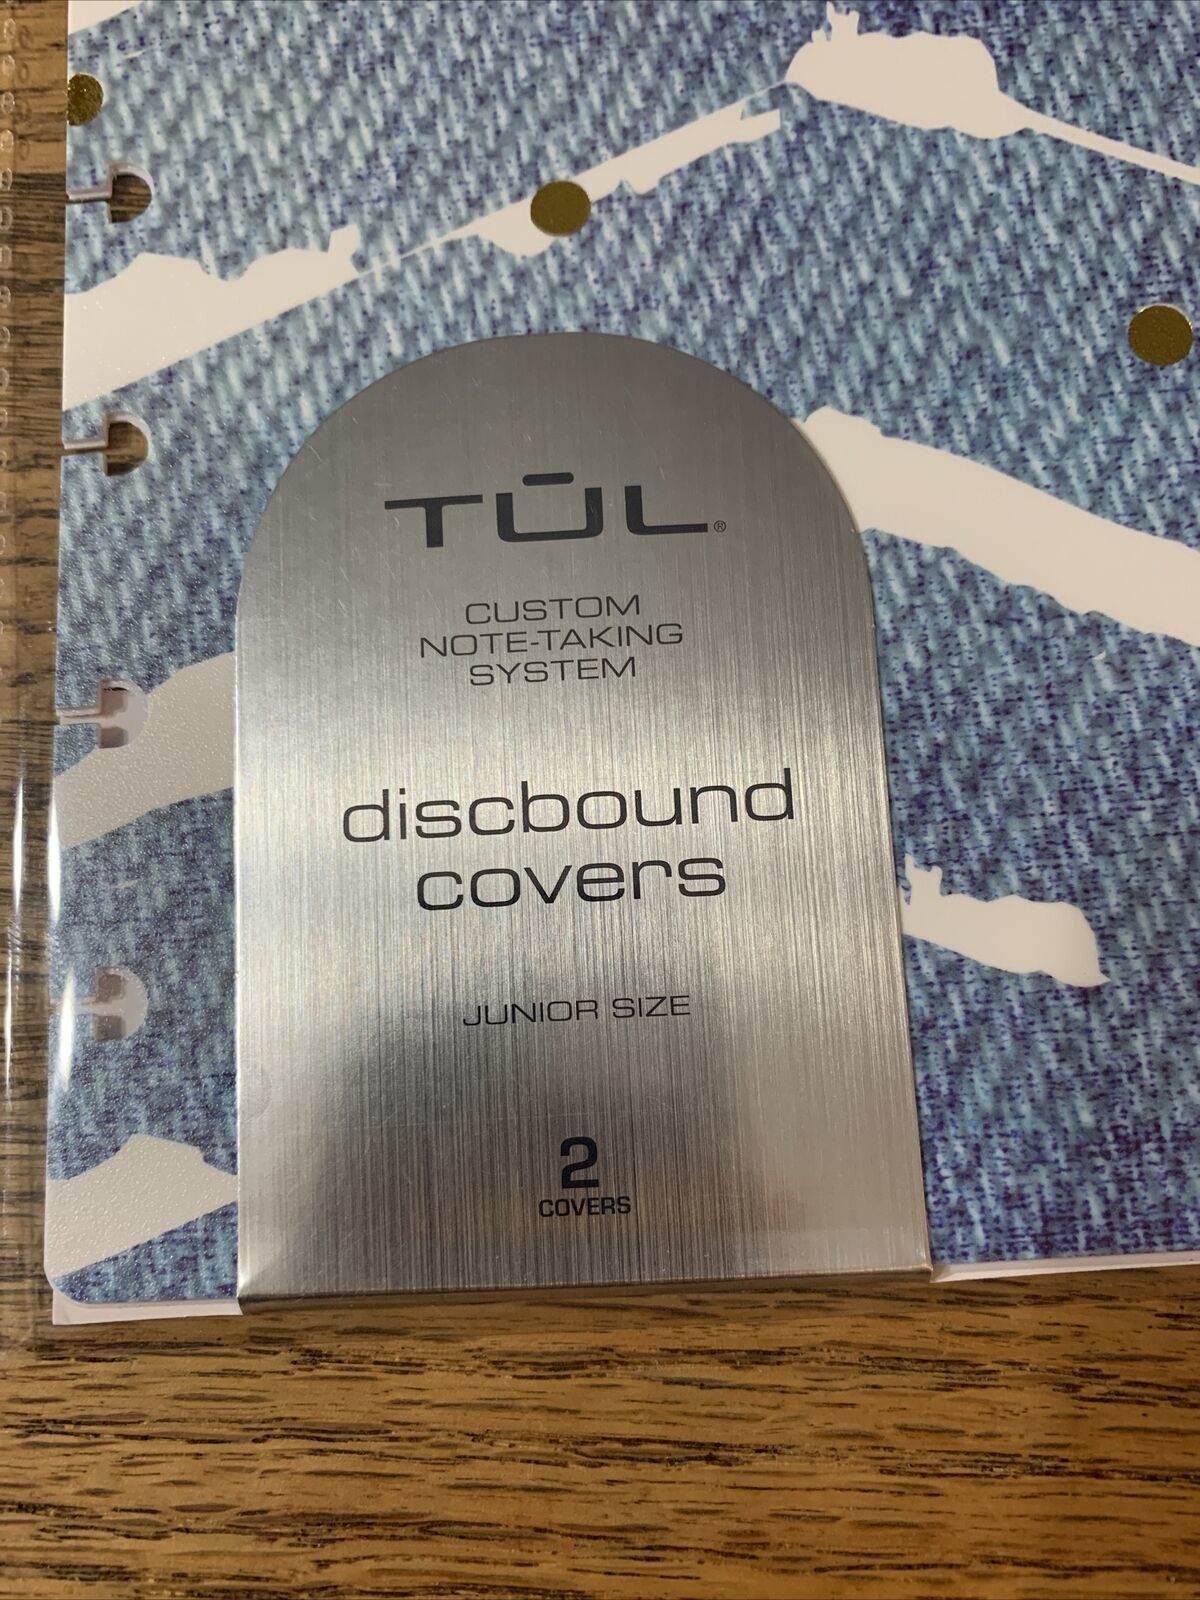 TŪL®
CUSTOM
NOTE-TAKING
SYSTEM
discbound
covers
JUNIOR SIZE
2
COVERS